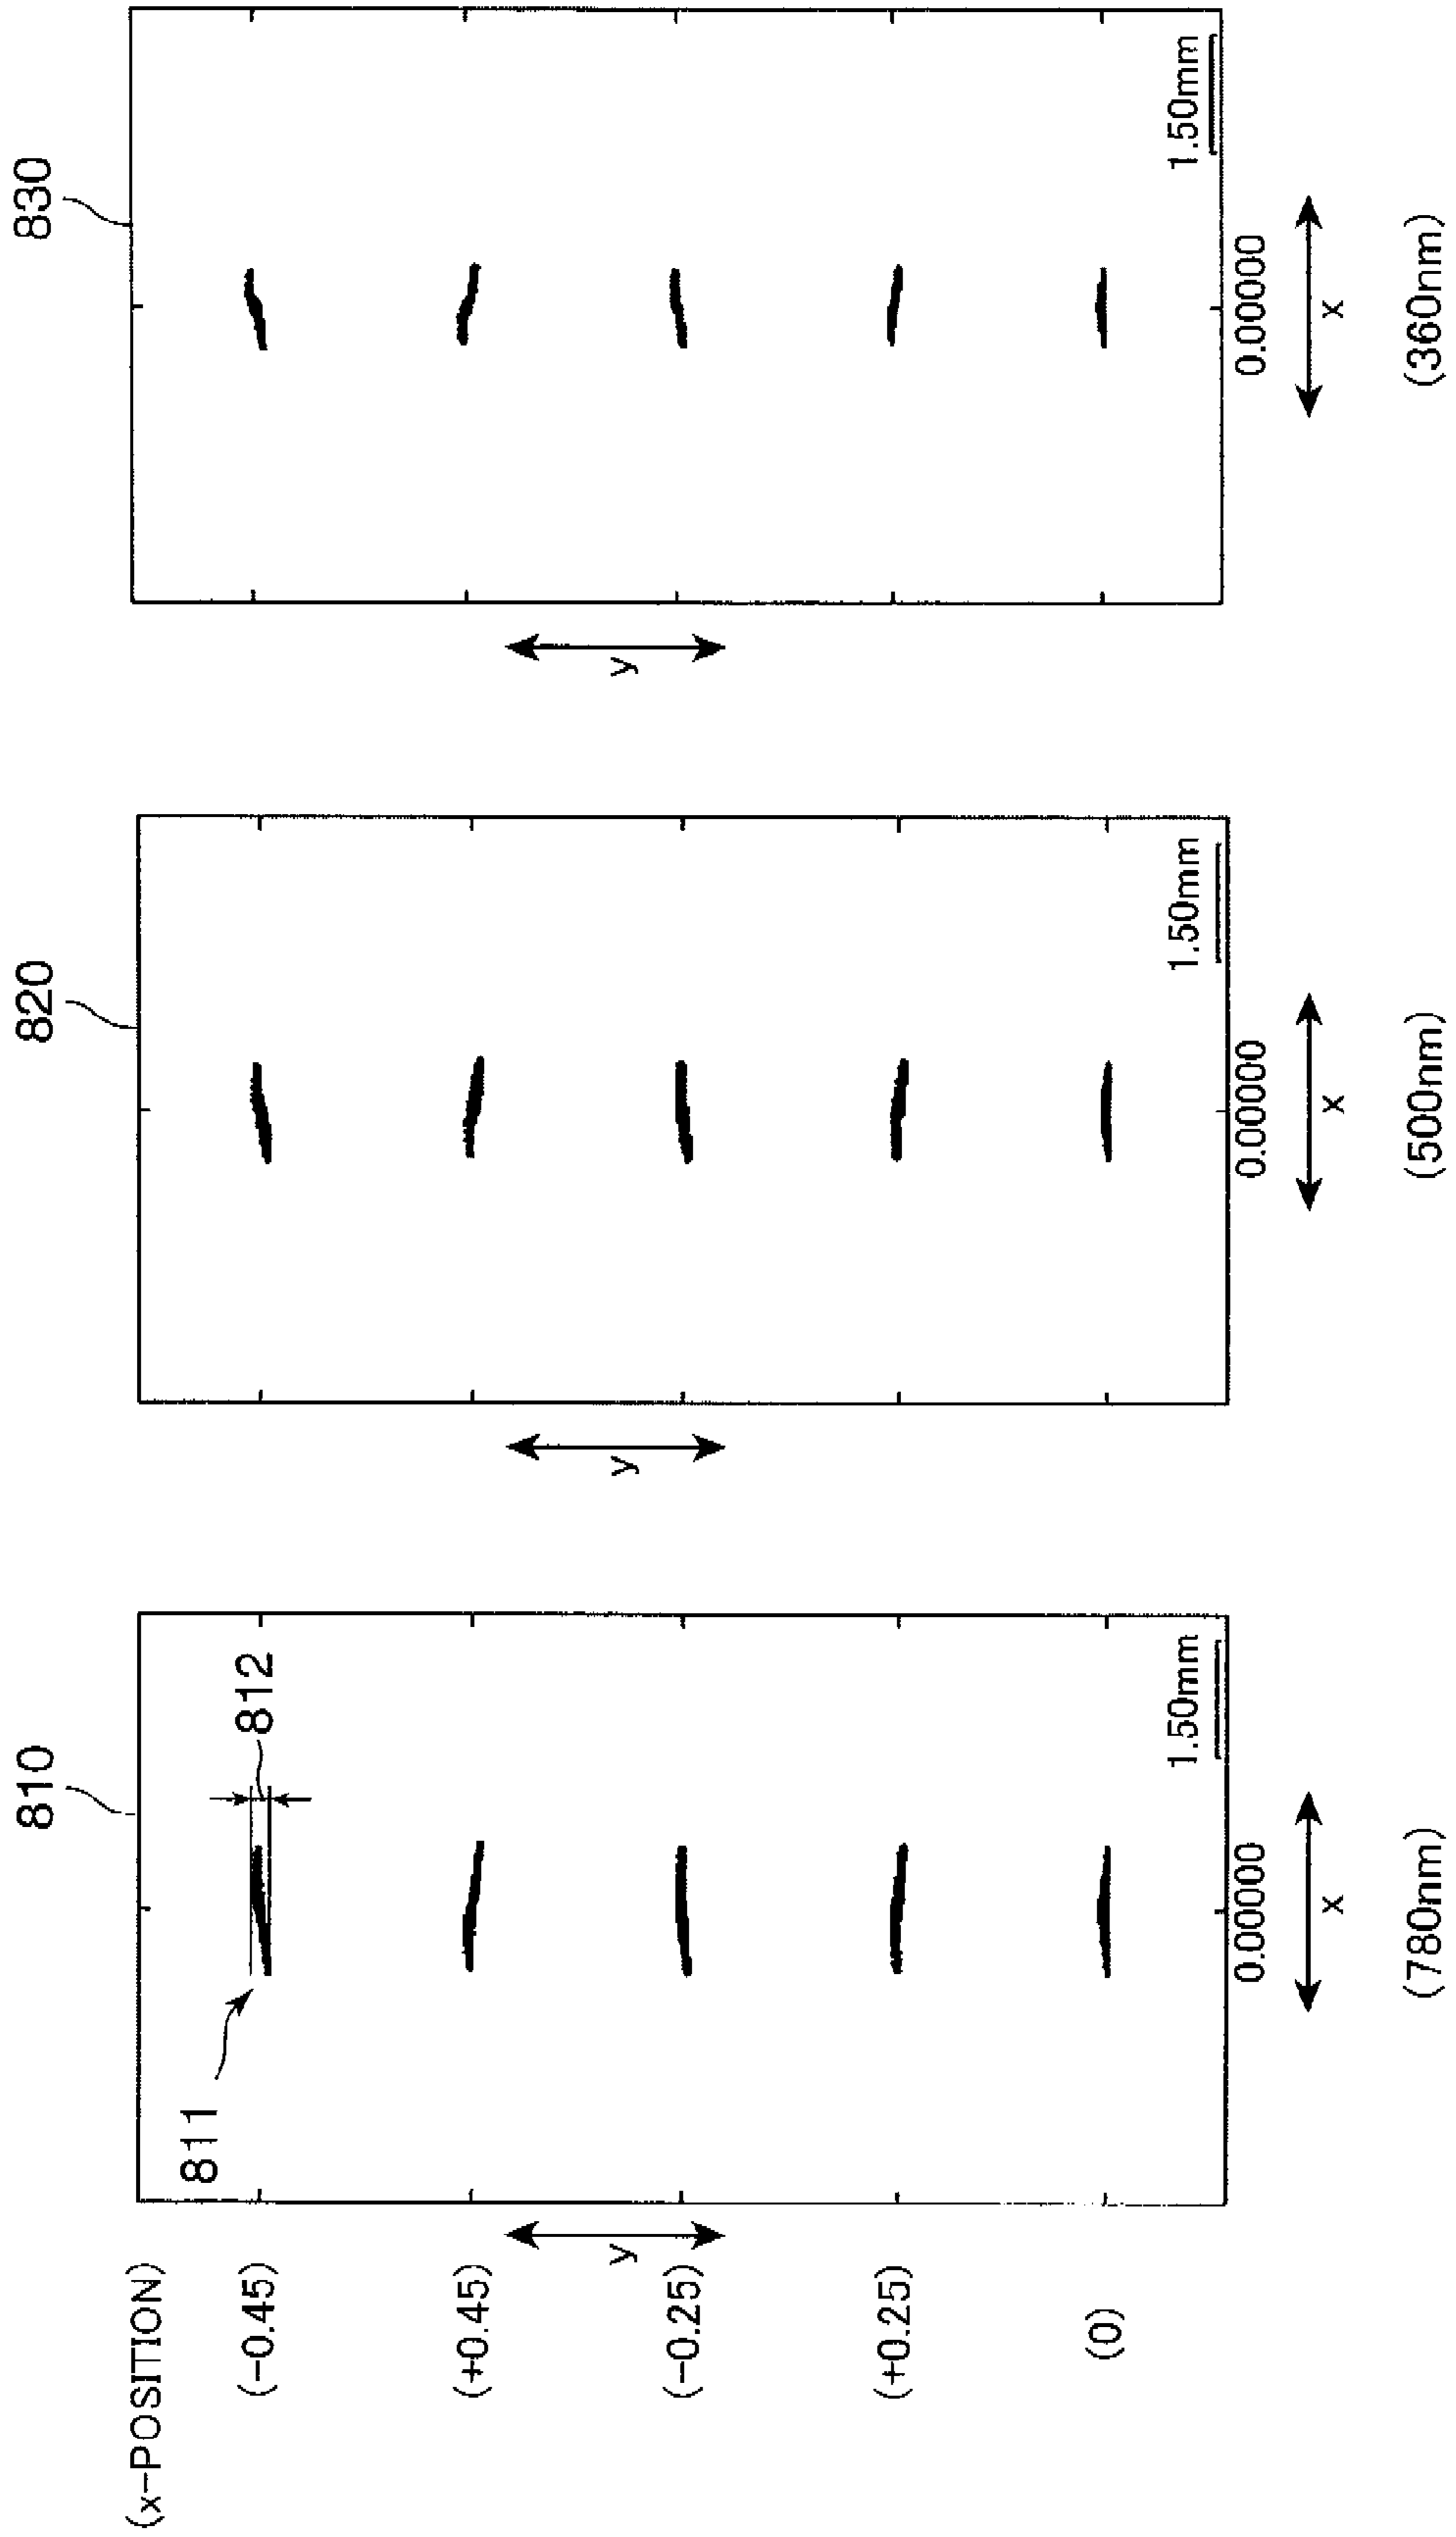 810
820
830
(x-POSITION)
(−0.45)
811
812
(+0.45)
(−0.25)
(+0.25)
(0)
y
y
y
1.50mm
1.50mm
1.50mm
0.00000
0.00000
0.00000
x
x
x
(780nm)
(500nm)
(360nm)